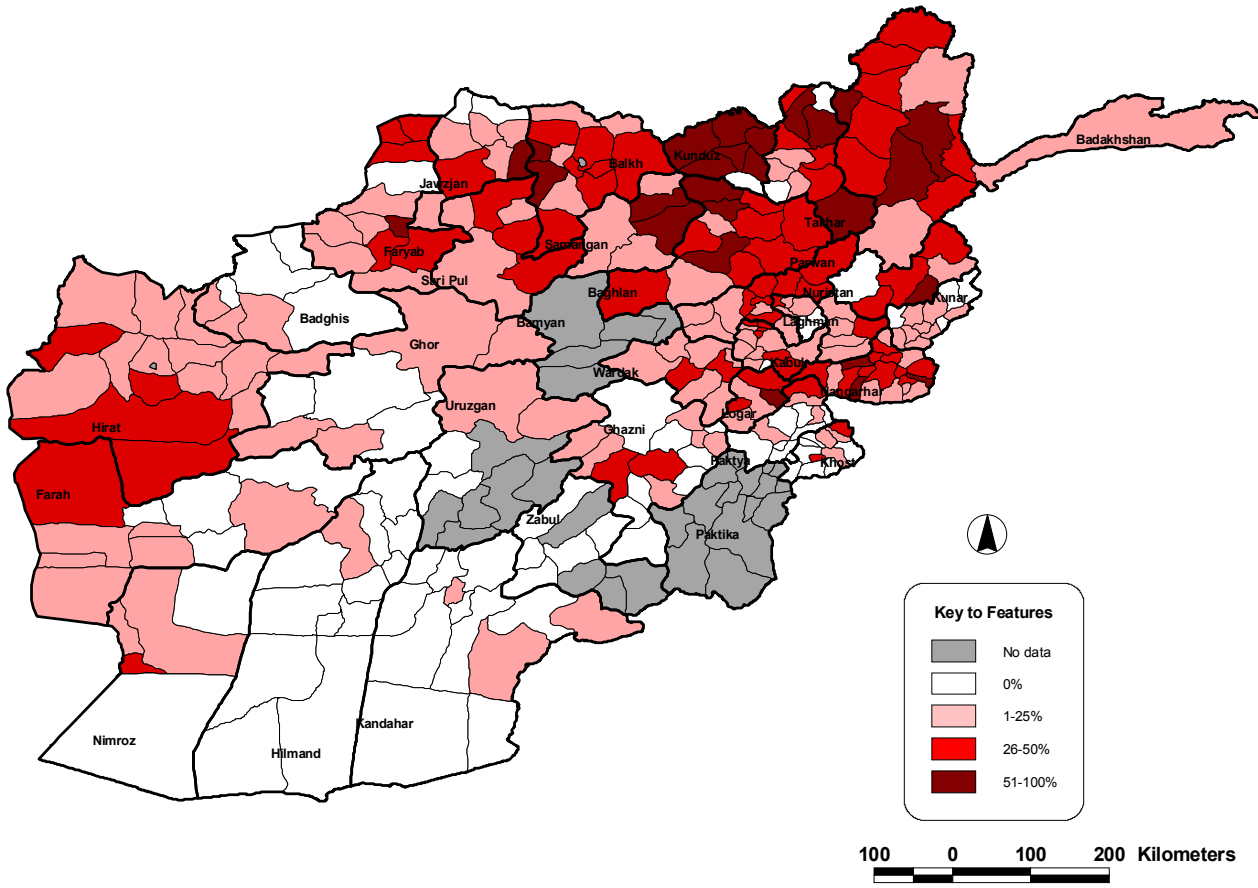 Badakhshan
Kunduz
Balkh
Jawzjan
Takhar
Samangan
Faryab
Parwan
Sari Pul
Baghlan
Nuristan
Kunar
Badghis
Bamyan
Laghman
Ghor
Kabul
Wardak
Nangarhar
Uruzgan
Logar
Hirat
Ghazni
Paktya
Khost
Farah
Zabul
Paktika
Key to Features
No data
0%
1-25%
26-50%
51-100%
Kandahar
Nimroz
Hilmand
100 0 100 200 Kilometers